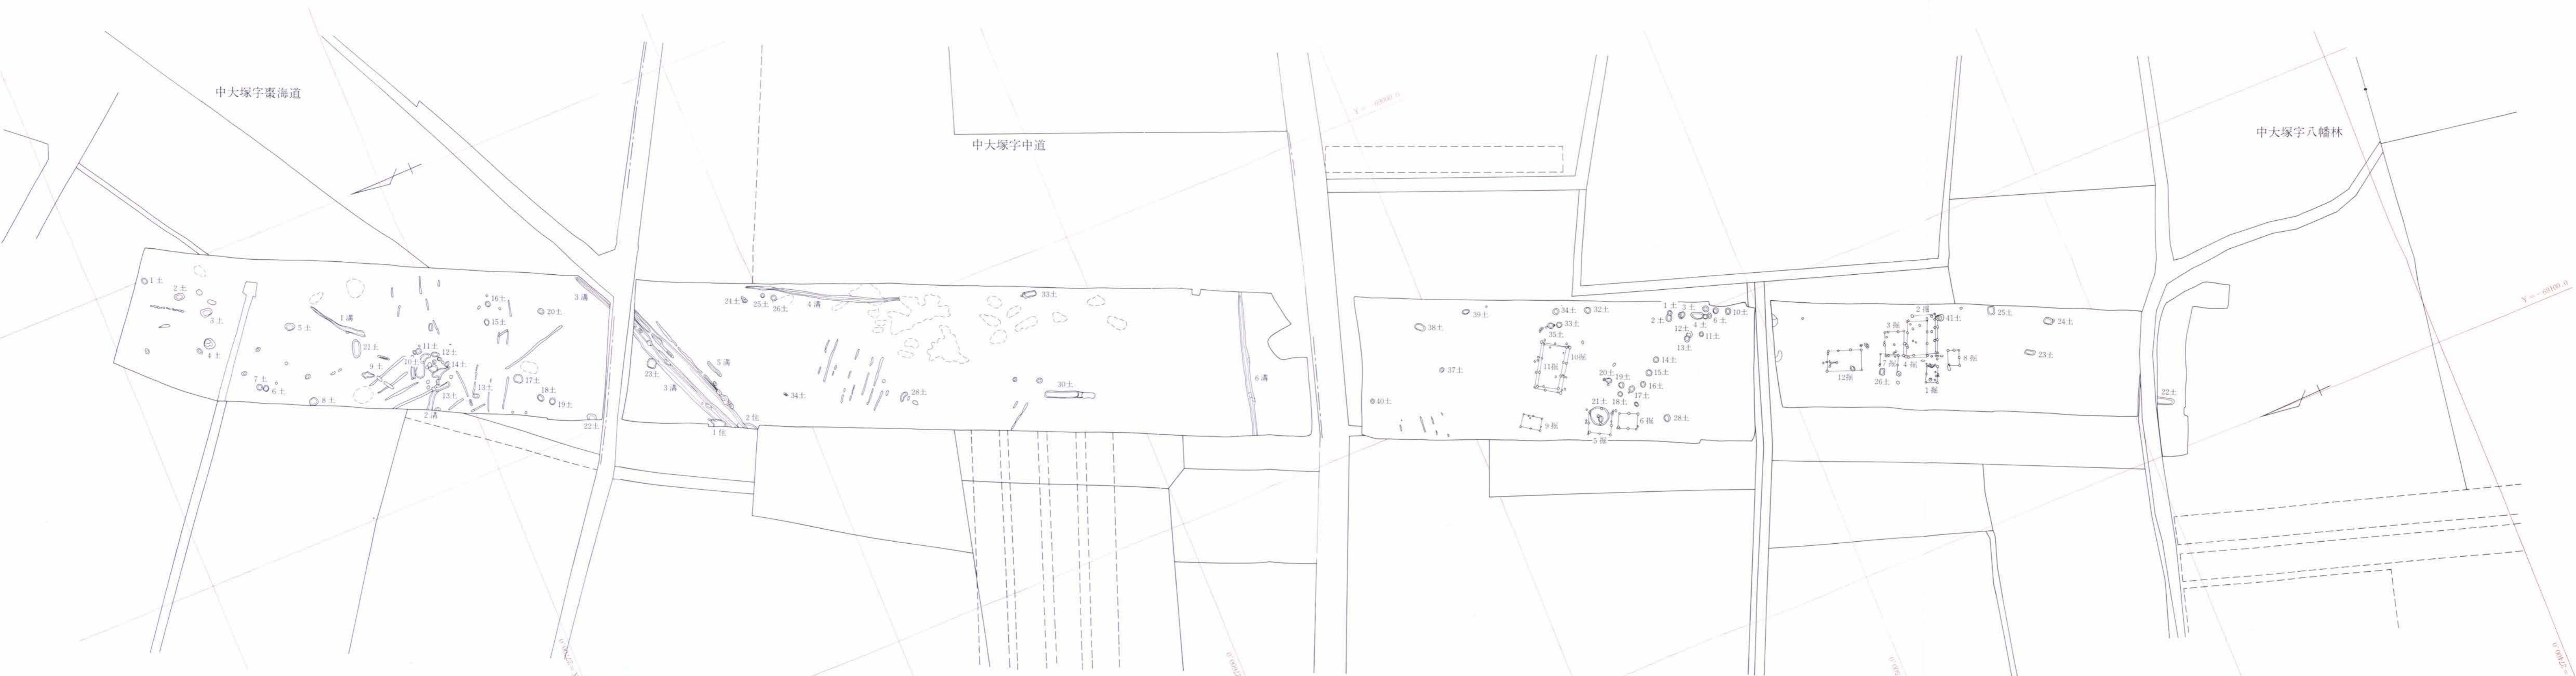 中大塚字棗海道
中大塚字中道
中大塚字八幡林
Y=-69100.0
1土
2土
3土
4土
5土
1溝
21土
9土
7土
6土
8土
10土
11土
12土
14土
13土
13土
2溝
16土
15土
20土
17土
18土
19土
22土
3溝
23土
3溝
5溝
1住
2住
24土
25土
26土
4溝
34土
28土
33土
30土
6溝
38土
39土
37土
40土
34土
32土
33土
35土
10掘
11掘
9掘
1土
3土
2土
4土
6土
10土
12土
11土
13土
14土
15土
16土
17土
20土
19土
18土
21土
5掘
6掘
28土
2掘
41土
3掘
7掘
4掘
8掘
12掘
26土
1掘
25土
24土
23土
22土